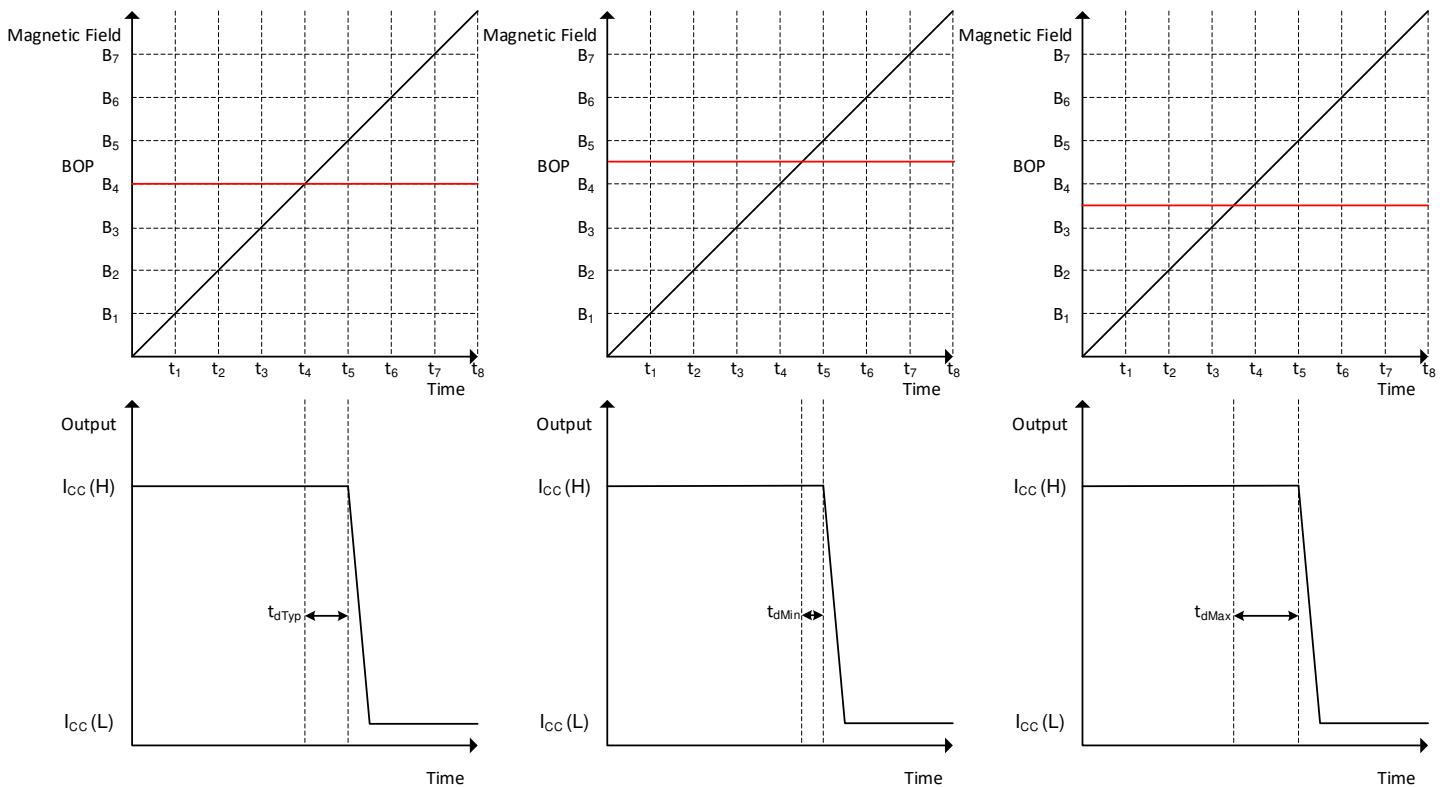 Magnetic Field
B7
B6
B5
BOP
B4
B3
B2
B1
t1 t2 t3 t4 t5 t6 t7 t8
Time
Magnetic Field
B7
B6
B5
BOP
B4
B3
B2
B1
t1 t2 t3 t4 t5 t6 t7 t8
Time
Magnetic Field
B7
B6
B5
BOP
B4
B3
B2
B1
t1 t2 t3 t4 t5 t6 t7 t8
Time
Output
ICC (H)
tdTyp
ICC (L)
Time
Output
ICC (H)
tdMin
ICC (L)
Time
Output
ICC (H)
tdMax
ICC (L)
Time